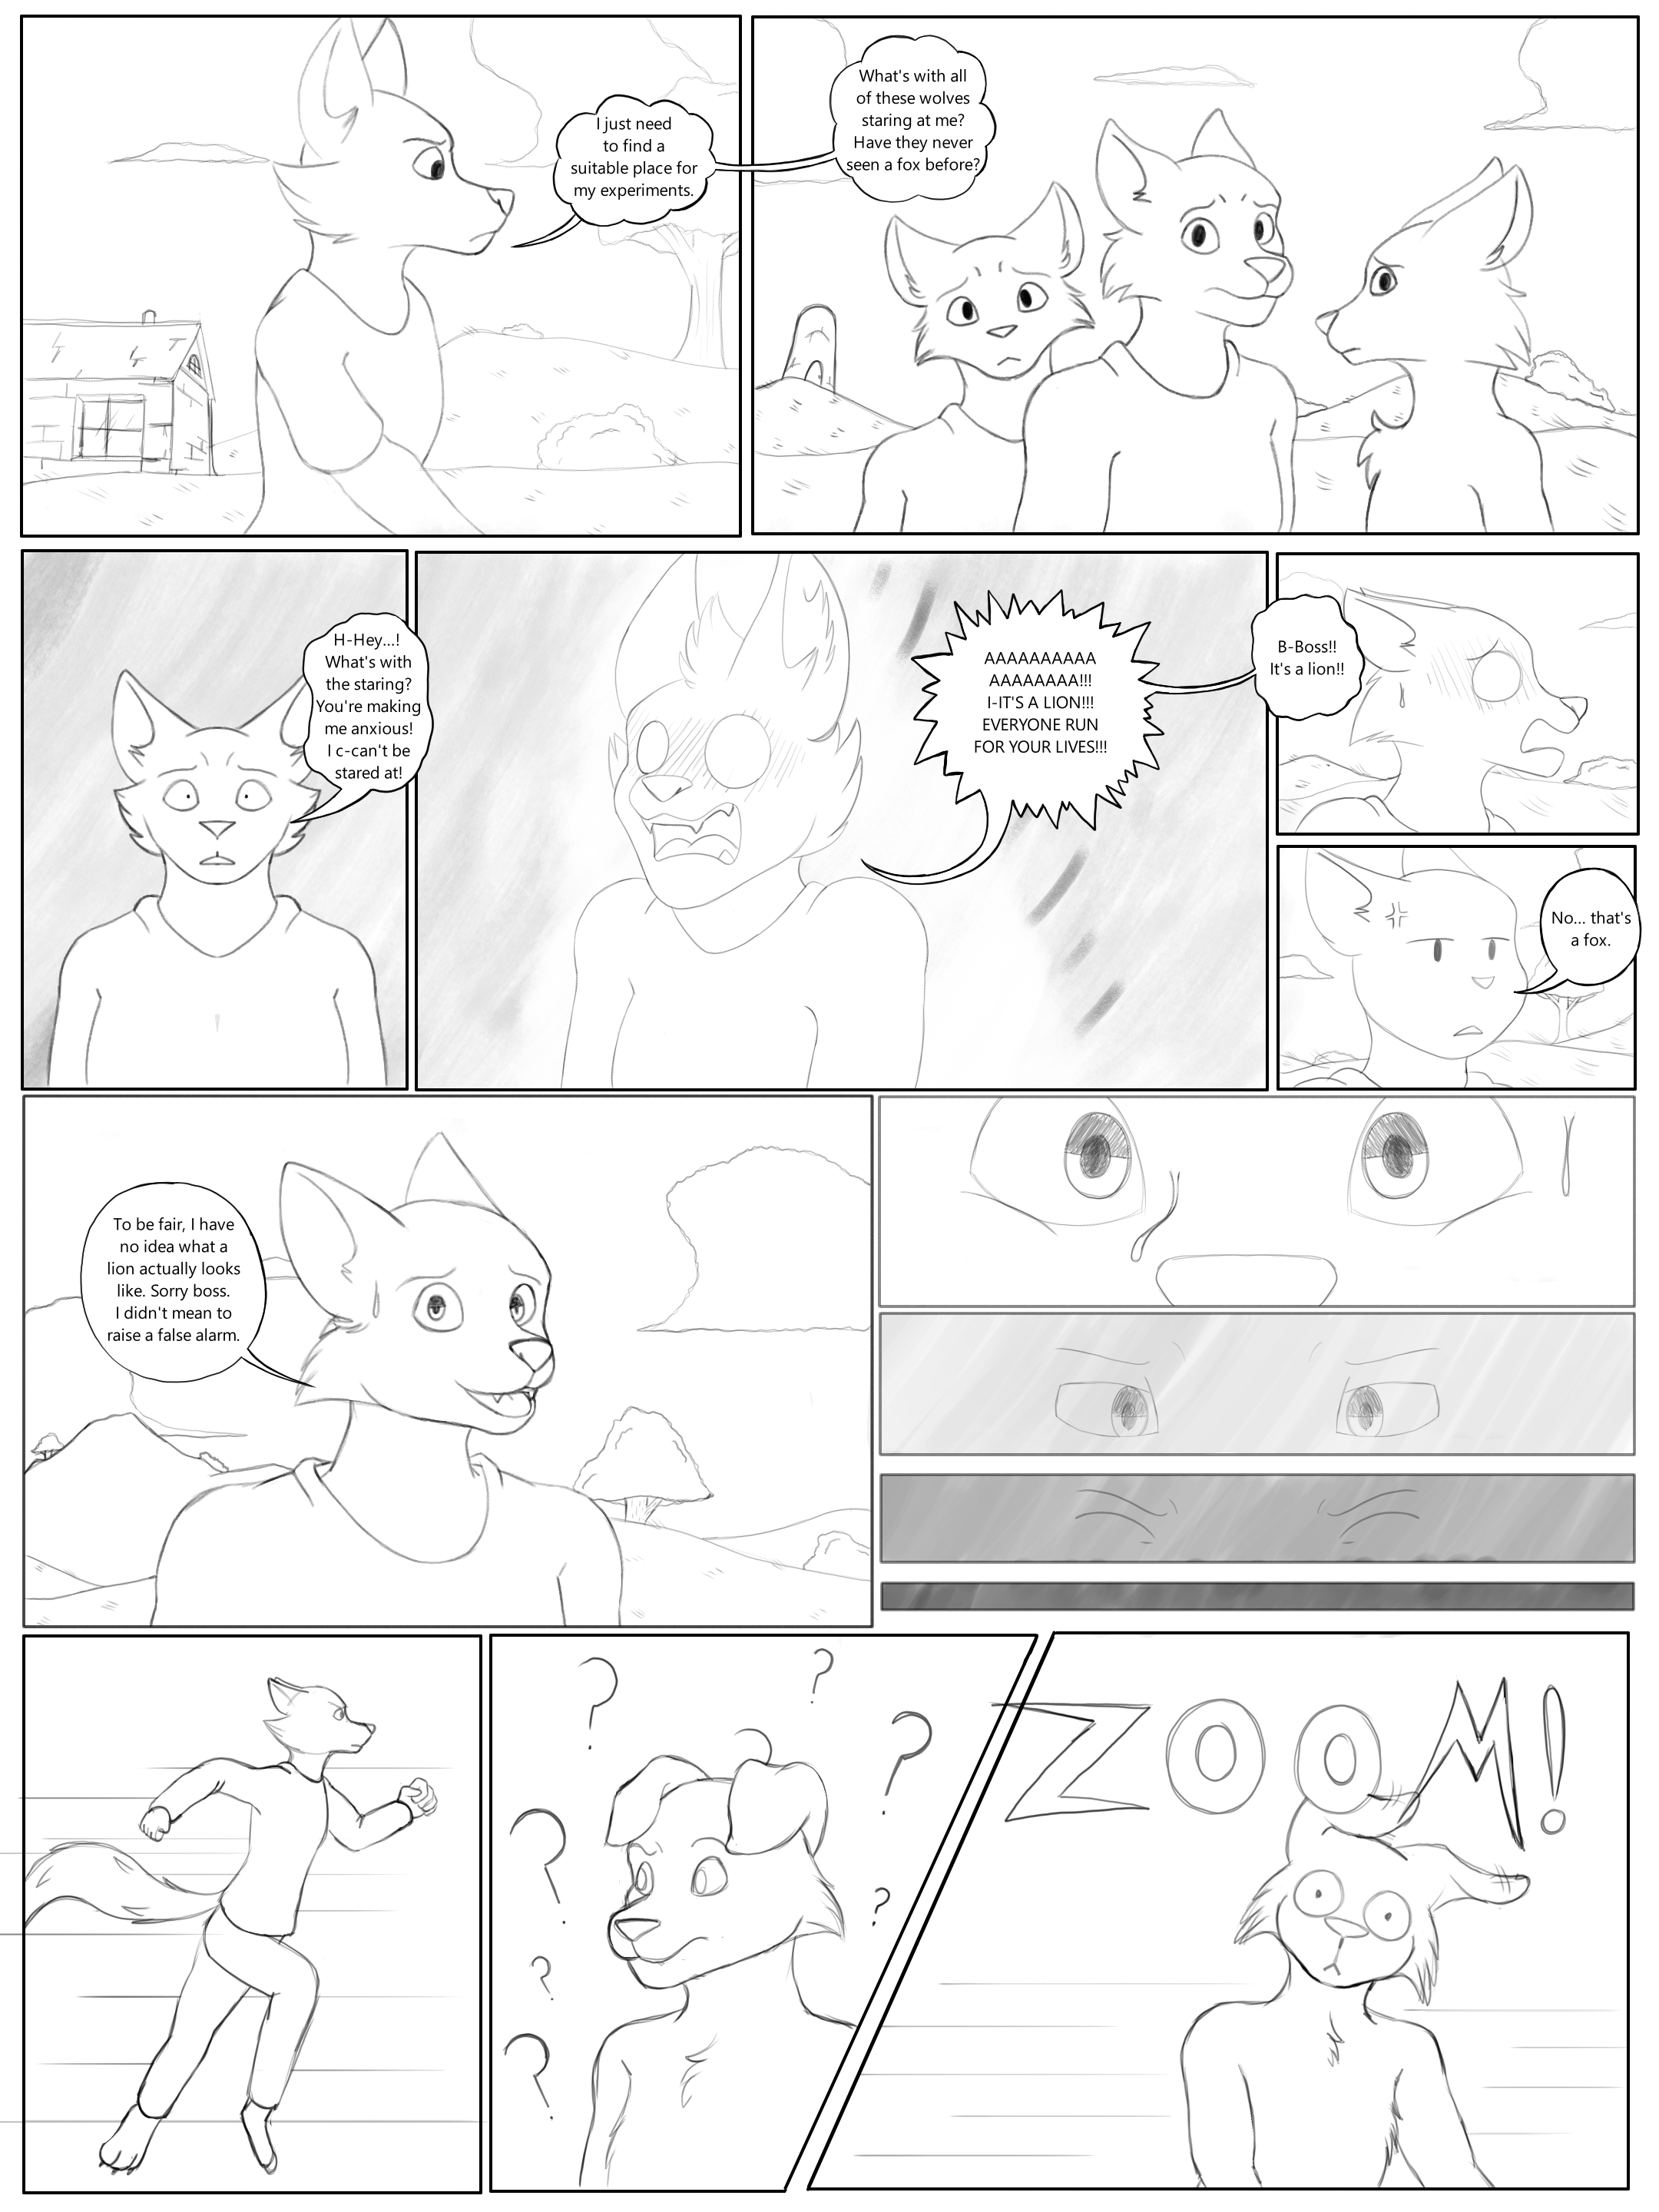 I just need
to find a
suitable place for
my experiments.
What's with all
of these wolves
staring at me?
Have they never
seen a fox before?
H-Hey...!
What's with
the staring?
You're making
me anxious!
I c-can't be
stared at!
AAAAAAAAAA
AAAAAAAA!!!
I-IT'S A LION!!!
EVERYONE RUN
FOR YOUR LIVES!!!
B-Boss!!
It's a lion!!
No... that's
a fox.
To be fair, I have
no idea what a
lion actually looks
like. Sorry boss.
I didn't mean to
raise a false alarm.
?
?
?
?
?
?
?
ZOOM!